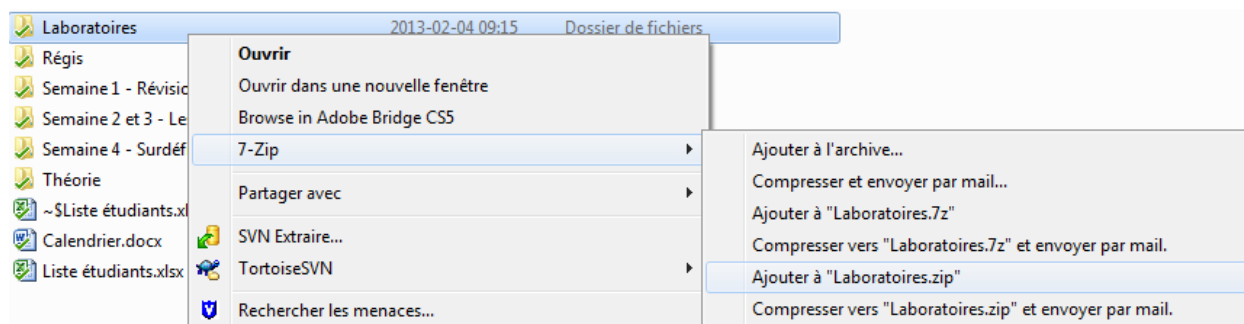 Laboratoires 2013-02-04 09:15 Dossier de fichiers
Régis
Semaine 1 - Révisic
Semaine 2 et 3 - Le
Semaine 4 - Surdéf
Théorie
~$Liste étudiants.xl
Calendrier.docx
Liste étudiants.xlsx
Ouvrir
Ouvrir dans une nouvelle fenêtre
Browse in Adobe Bridge CS5
7-Zip
Partager avec
SVN Extraire...
TortoiseSVN
Rechercher les menaces...
Ajouter à l'archive...
Compresser et envoyer par mail...
Ajouter à "Laboratoires.7z"
Compresser vers "Laboratoires.7z" et envoyer par mail.
Ajouter à "Laboratoires.zip"
Compresser vers "Laboratoires.zip" et envoyer par mail.